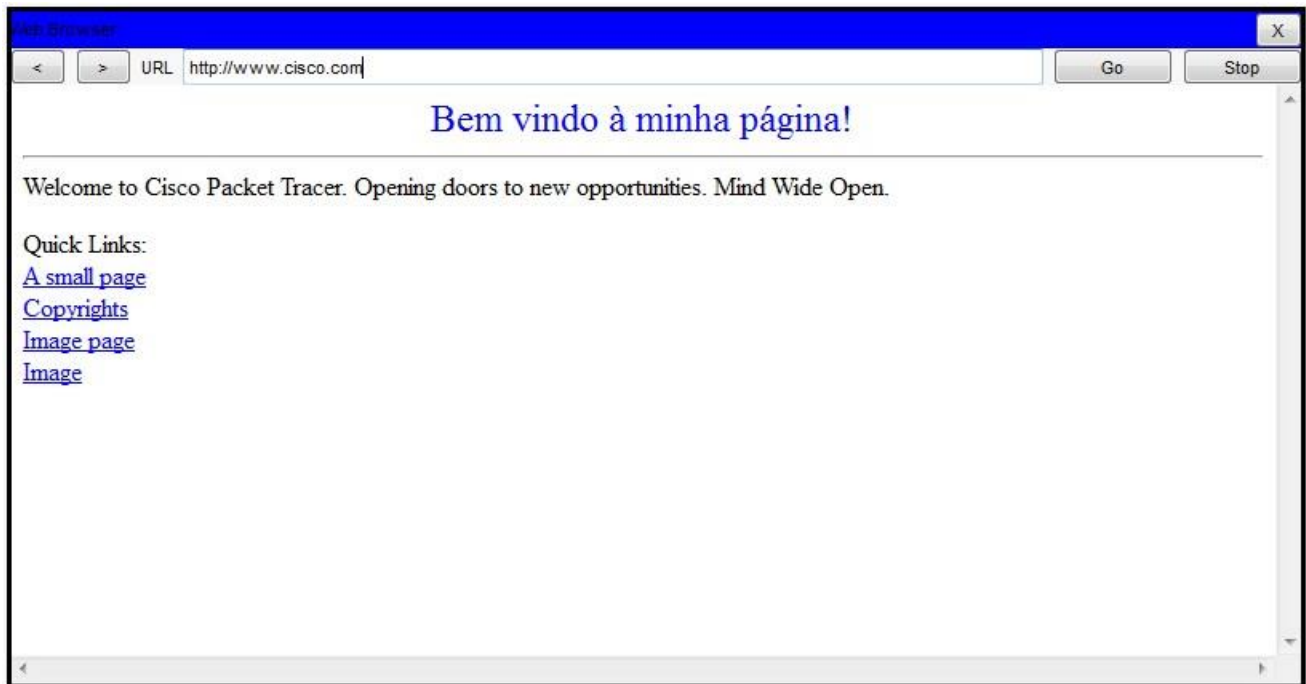 Web Browser
X
< > URL http://www.cisco.com Go Stop
Bem vindo à minha página!
Welcome to Cisco Packet Tracer. Opening doors to new opportunities. Mind Wide Open.
Quick Links:
A small page
Copyrights
Image page
Image